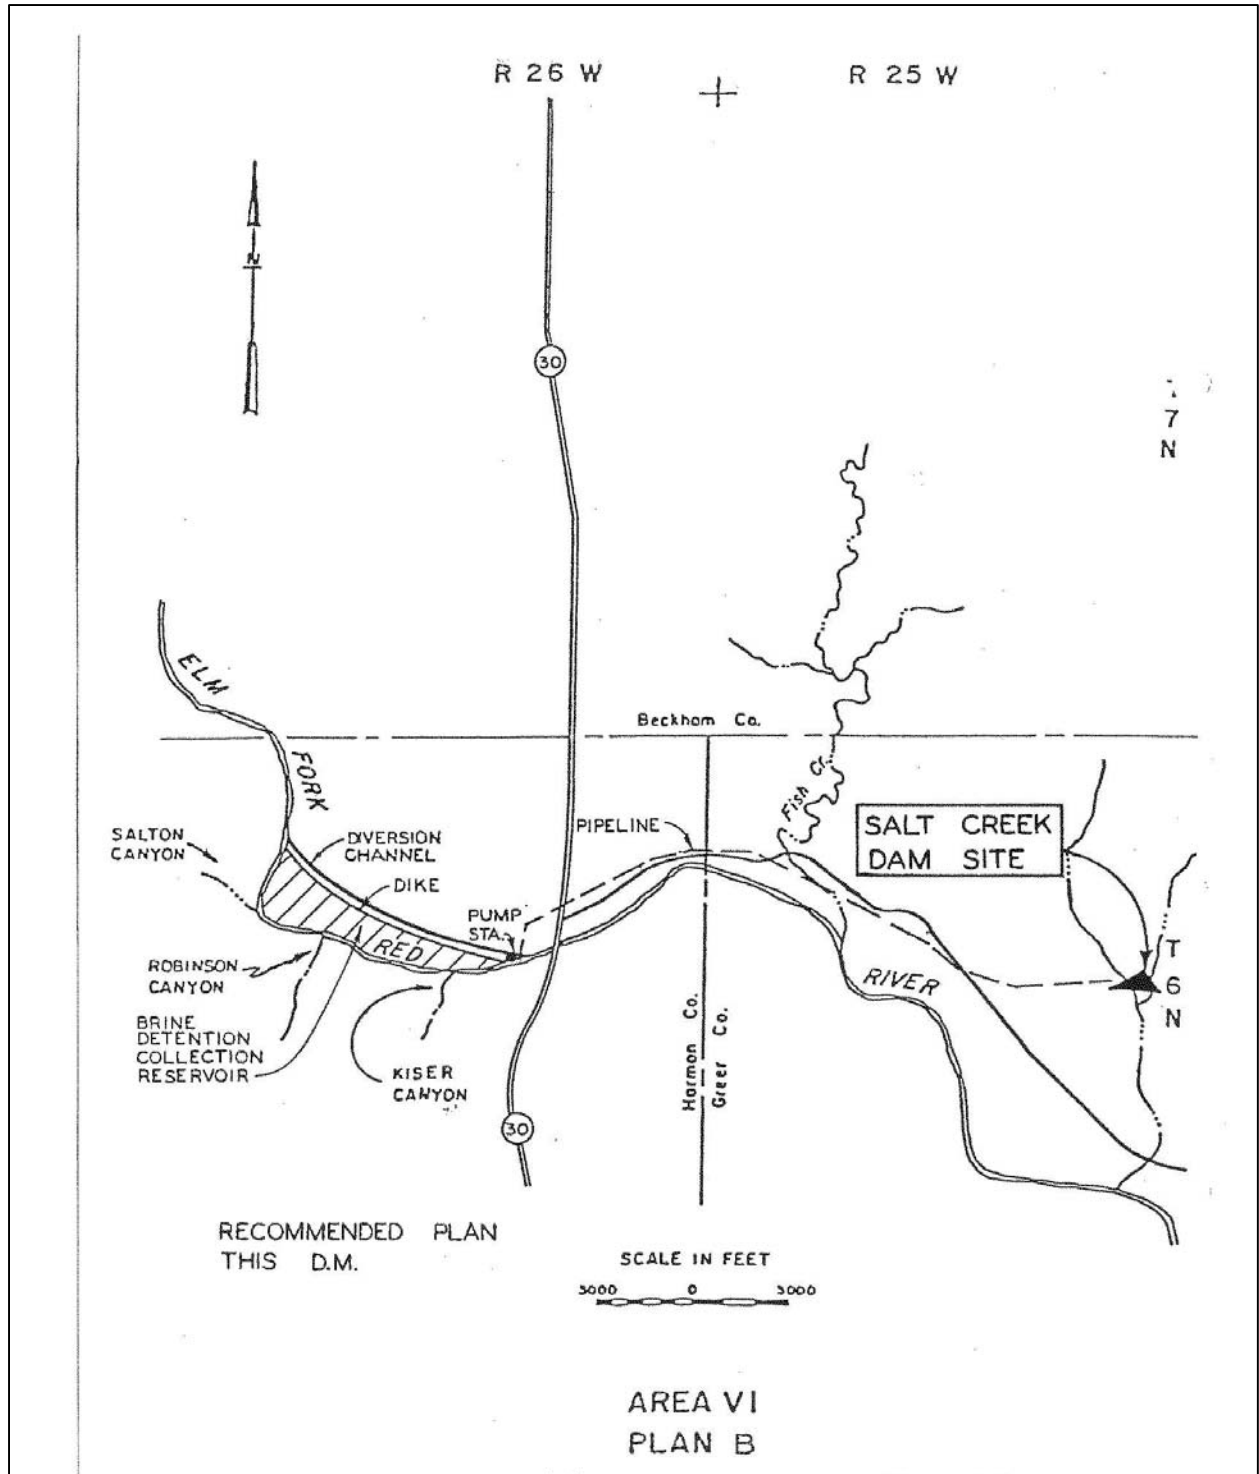 R 26 W
R 25 W
N
30
7
N
ELM
FORK
Beckham Co.
Fish Cr.
SALTON
CANYON
DIVERSION
CHANNEL
PIPELINE
SALT CREEK
DAM SITE
DIKE
PUMP
STA.
RED
RIVER
ROBINSON
CANYON
T
6
N
BRINE
DETENTION
COLLECTION
RESERVOIR
KISER
CANYON
Harmon Co.
Greer Co.
30
RECOMMENDED PLAN
THIS D.M.
SCALE IN FEET
3000 0 3000
AREA VI
PLAN B